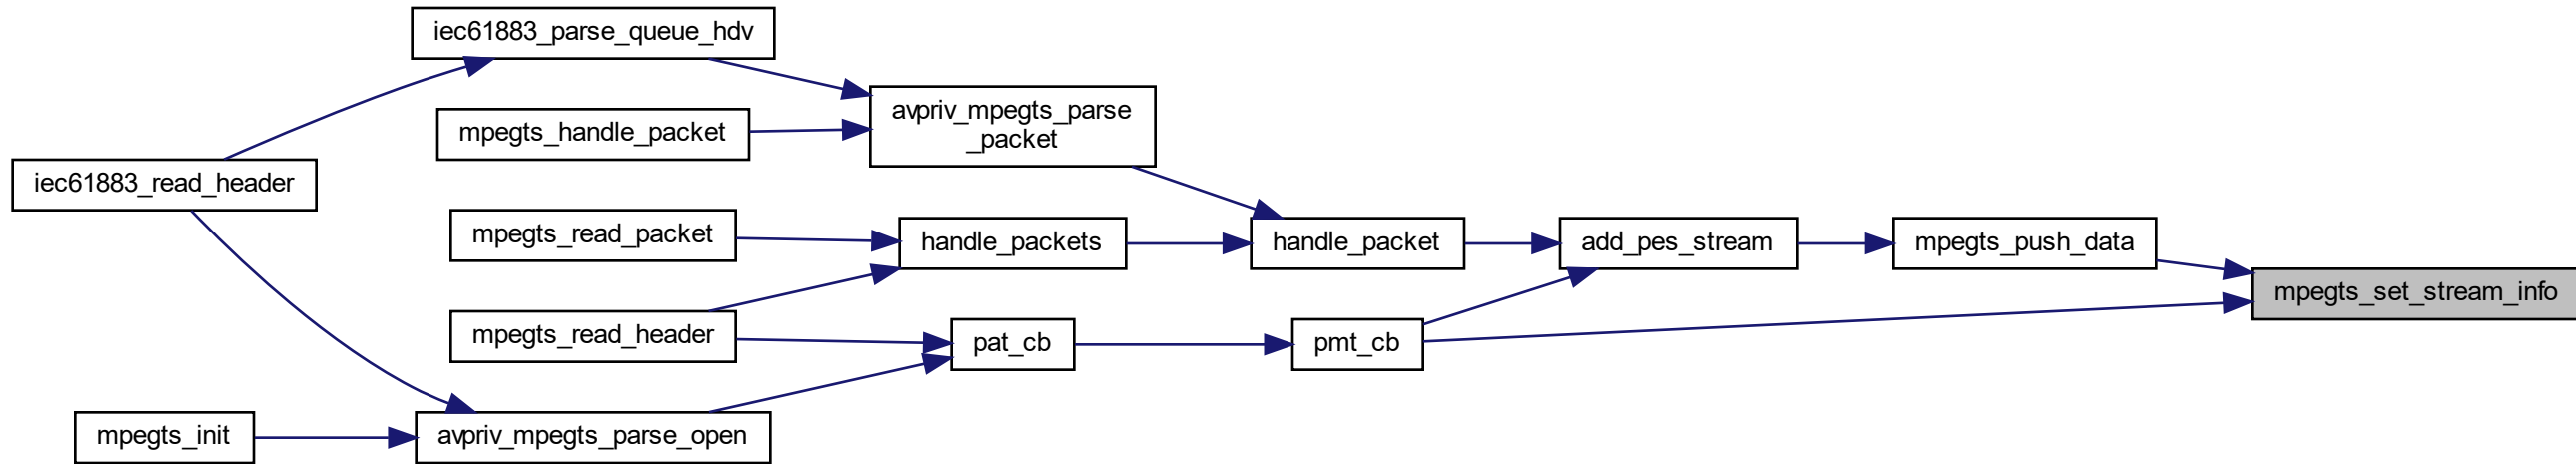 iec61883_parse_queue_hdv
avpriv_mpegts_parse
_packet
mpegts_handle_packet
iec61883_read_header
mpegts_read_packet
handle_packets
handle_packet
add_pes_stream
mpegts_push_data
mpegts_set_stream_info
mpegts_read_header
pat_cb
pmt_cb
mpegts_init
avpriv_mpegts_parse_open